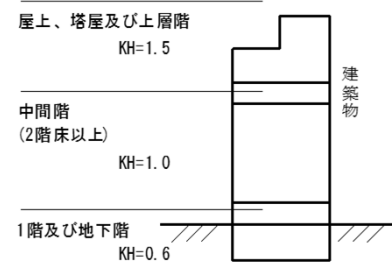 屋上、塔屋及び上層階
KH=1.5
建築物
中間階
(2階床以上)
KH=1.0
1階及び地下階
KH=0.6